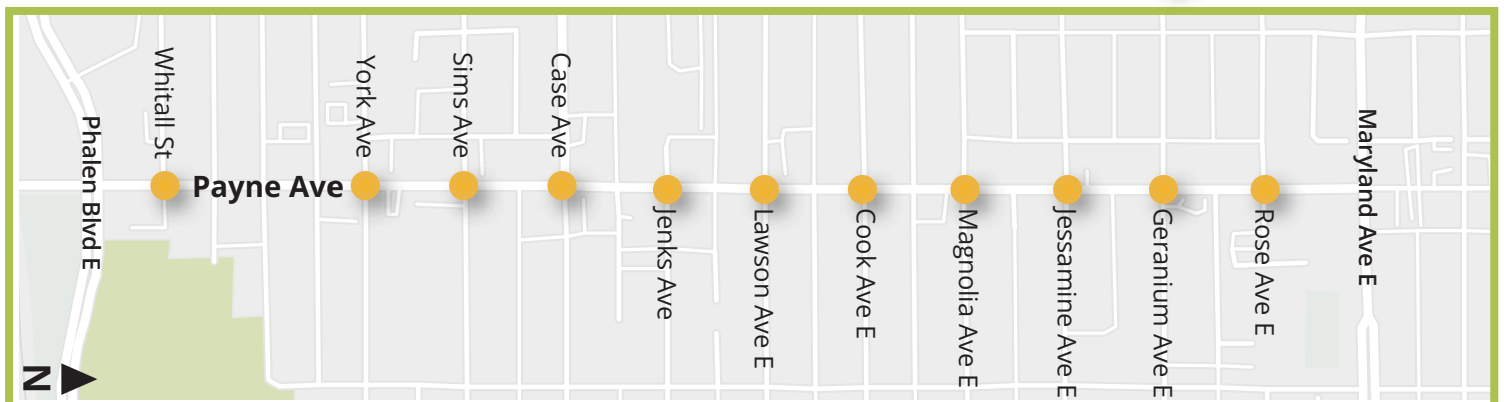 Phalen Blvd E
Whitall St
Payne Ave
York Ave
Sims Ave
Case Ave
Jenks Ave
Lawson Ave E
Cook Ave E
Magnolia Ave E
Jessamine Ave E
Geranium Ave E
Rose Ave E
Maryland Ave E
N